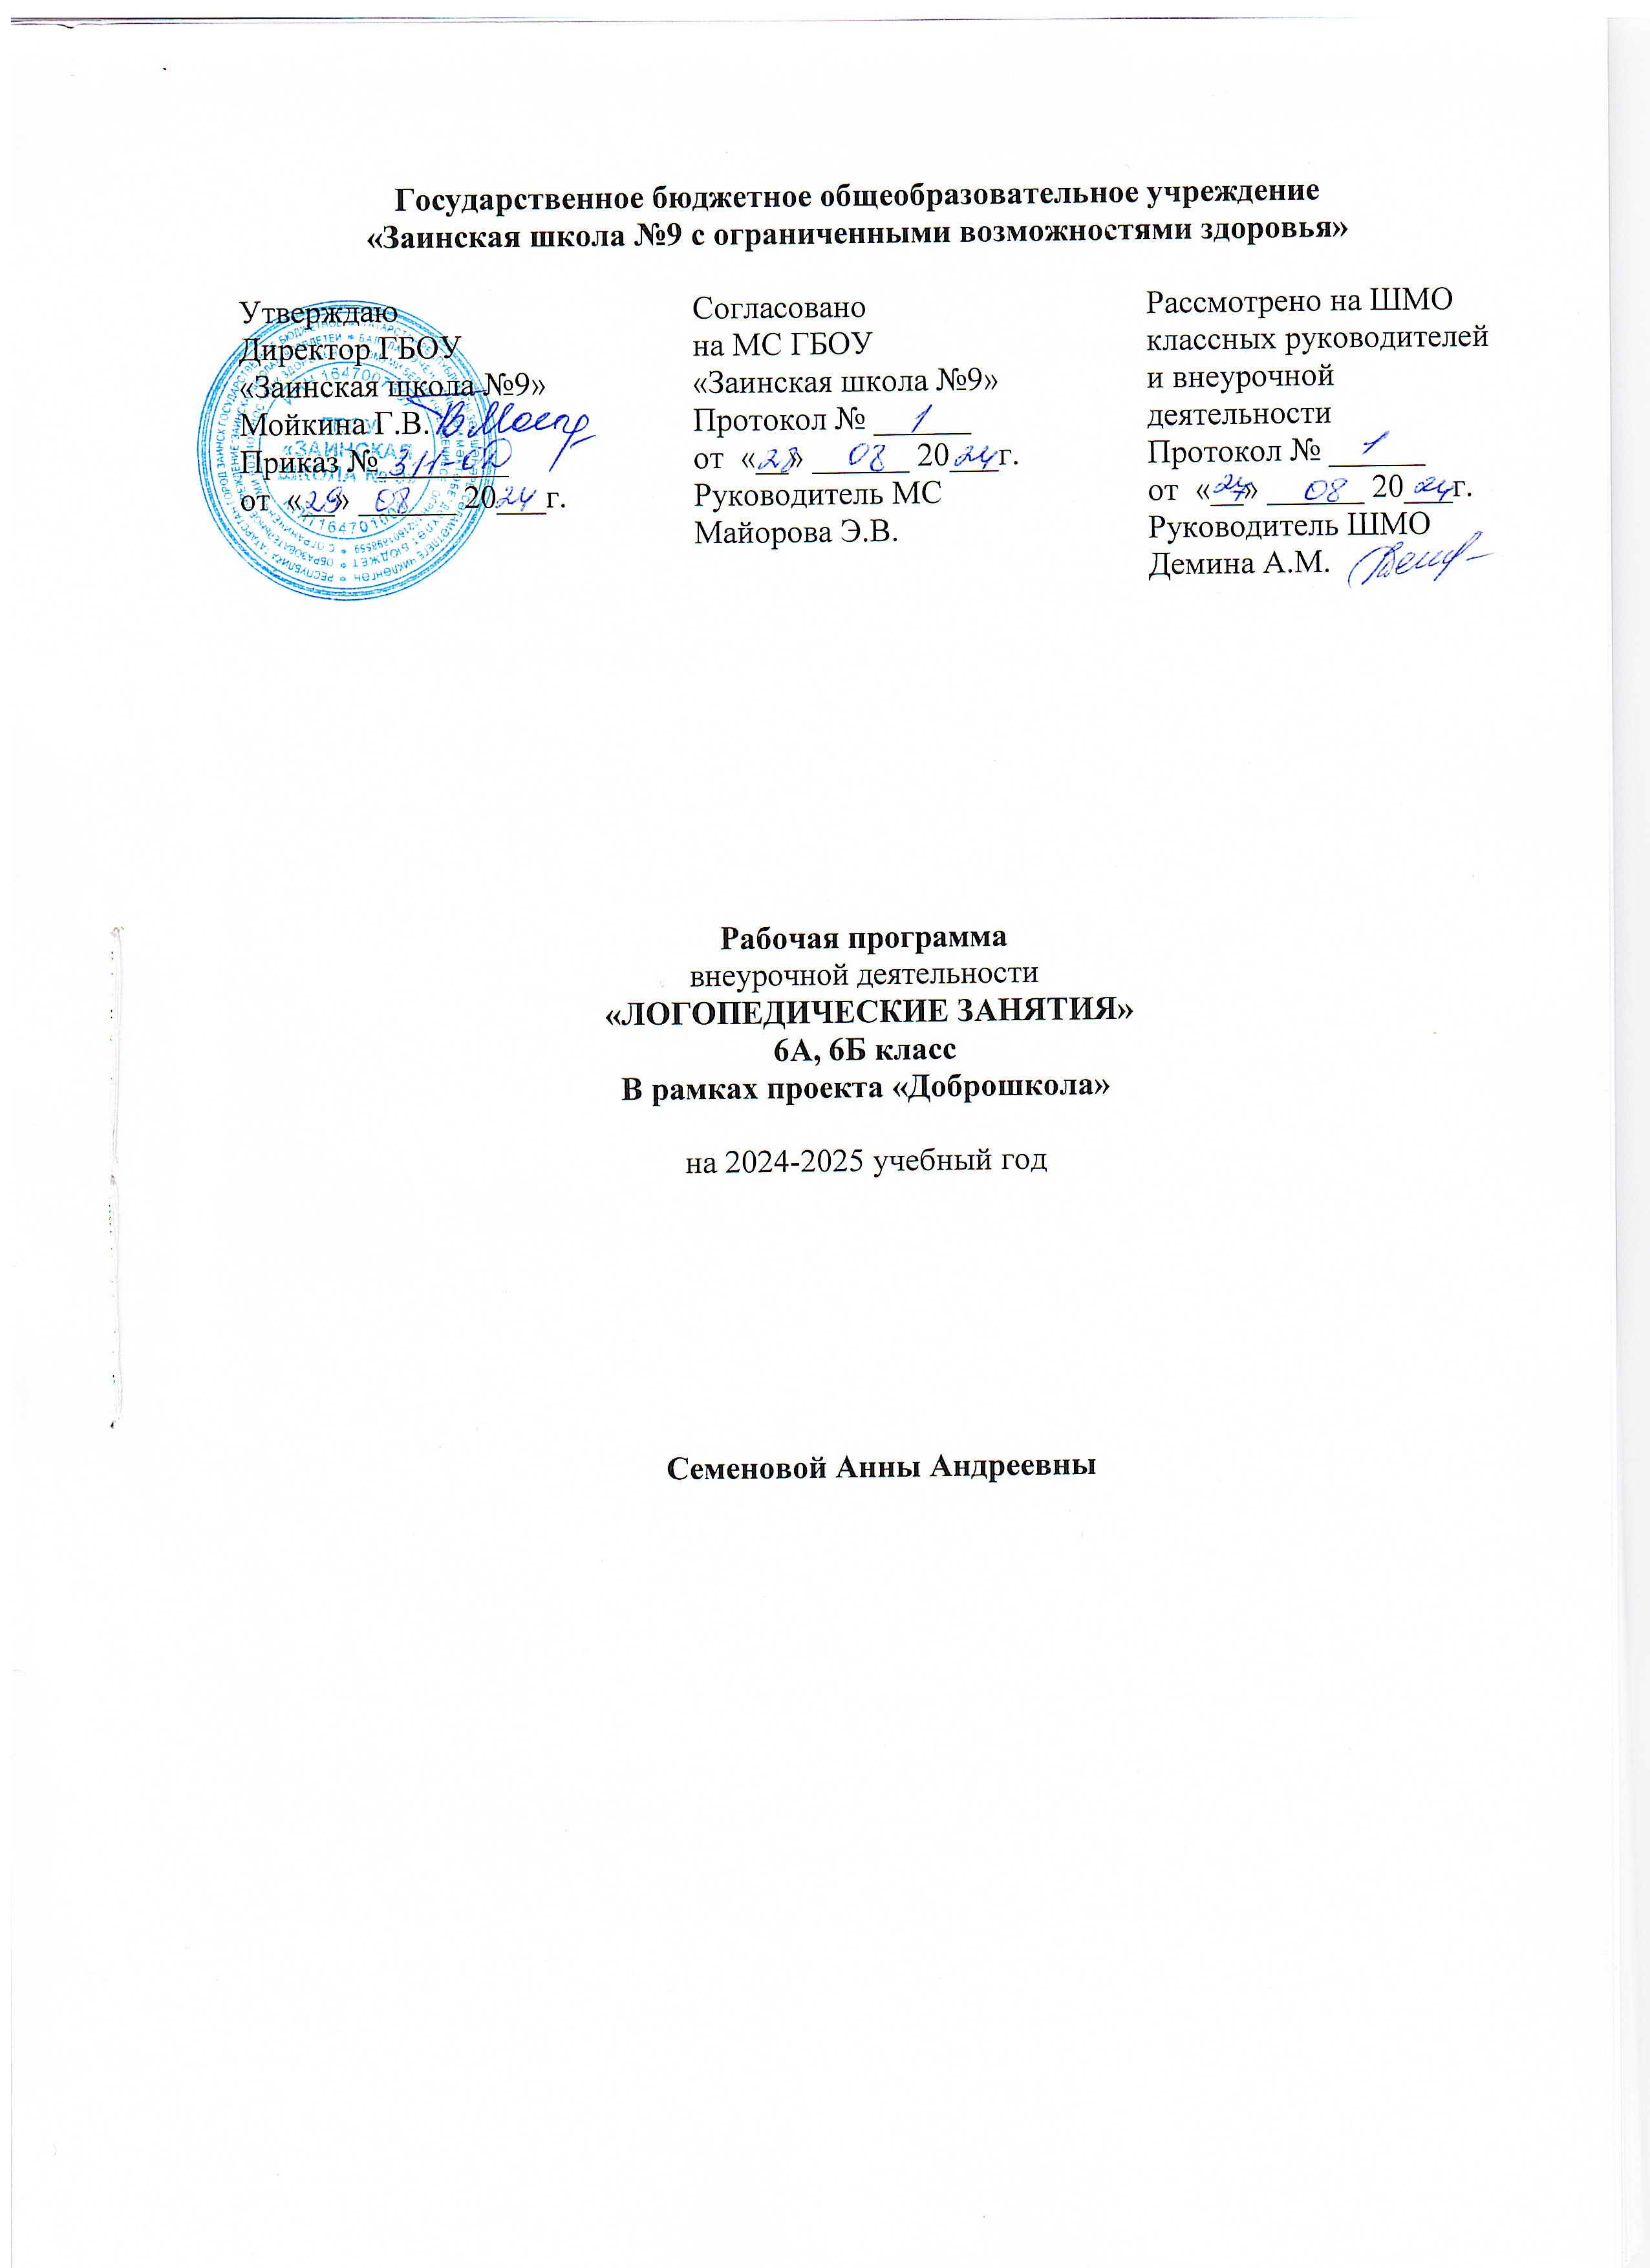 Государственное бюджетное общеобразовательное учреждение
«Заинская школа №9 с ограниченными возможностями здоровья»
Утверждаю
Директор ГБОУ
«Заинская школа №9»
Мойкина Г.В.
Приказ №
от «29» 08 2024 г.
Согласовано
на МС ГБОУ
«Заинская школа №9»
Протокол № 1
от «28» 08 2024г.
Руководитель МС
Майорова Э.В.
Рассмотрено на ШМО
классных руководителей
и внеурочной
деятельности
Протокол № 1
от «27» 08 2024г.
Руководитель ШМО
Демина А.М.
Рабочая программа
внеурочной деятельности
«ЛОГОПЕДИЧЕСКИЕ ЗАНЯТИЯ»
6А, 6Б класс
В рамках проекта «Доброшкола»
на 2024-2025 учебный год
Семеновой Анны Андреевны